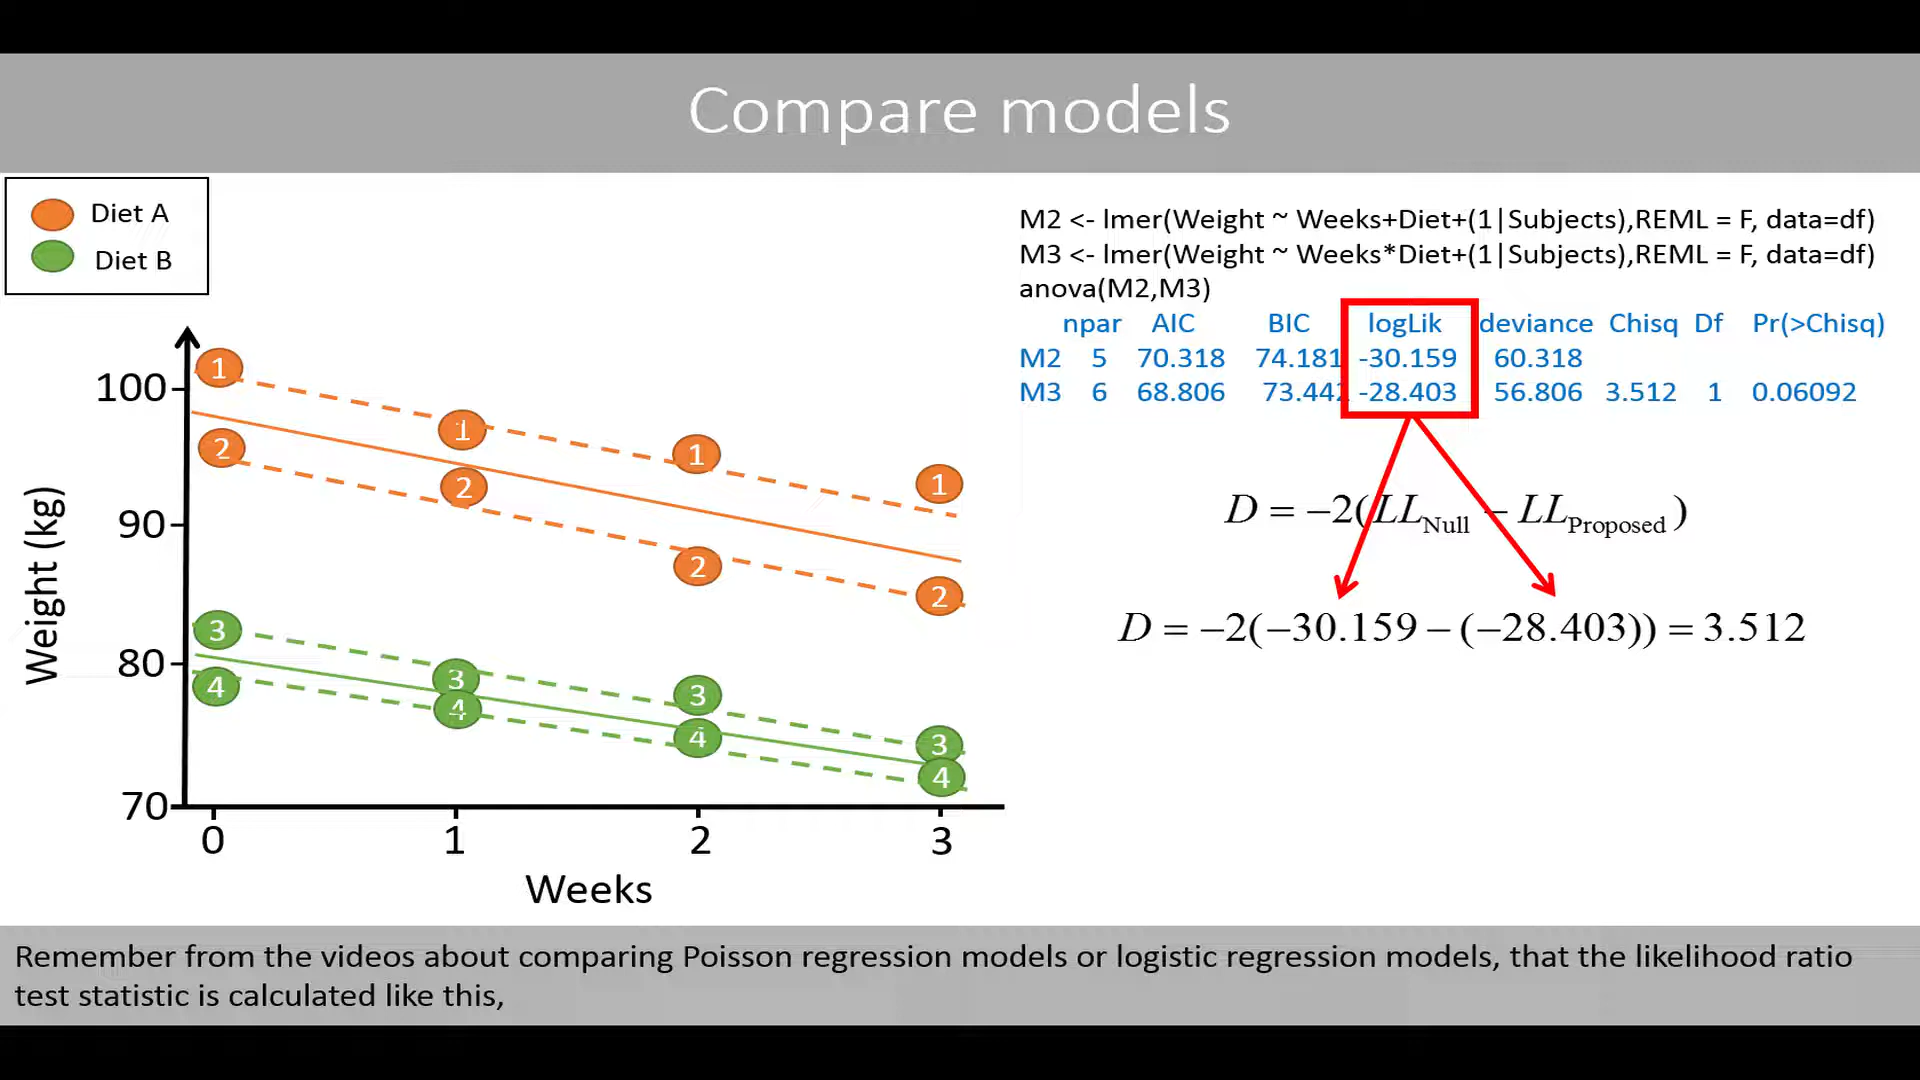 Compare models
Diet A
Diet B
M2 <- lmer(Weight ~ Weeks+Diet+(1|Subjects),REML = F, data=df)
M3 <- lmer(Weight ~ Weeks*Diet+(1|Subjects),REML = F, data=df)
anova(M2,M3)
npar AIC BIC logLik deviance Chisq Df Pr(>Chisq)
M2 5 70.318 74.181 -30.159 60.318
M3 6 68.806 73.442 -28.403 56.806 3.512 1 0.06092
D = −2(LL_Null − LL_Proposed)
D = −2(−30.159 − (−28.403)) = 3.512
Weight (kg)
100
90
80
70
1
1
1
1
2
2
2
2
3
3
3
3
4
4
4
4
0 1 2 3
Weeks
Remember from the videos about comparing Poisson regression models or logistic regression models, that the likelihood ratio
test statistic is calculated like this,